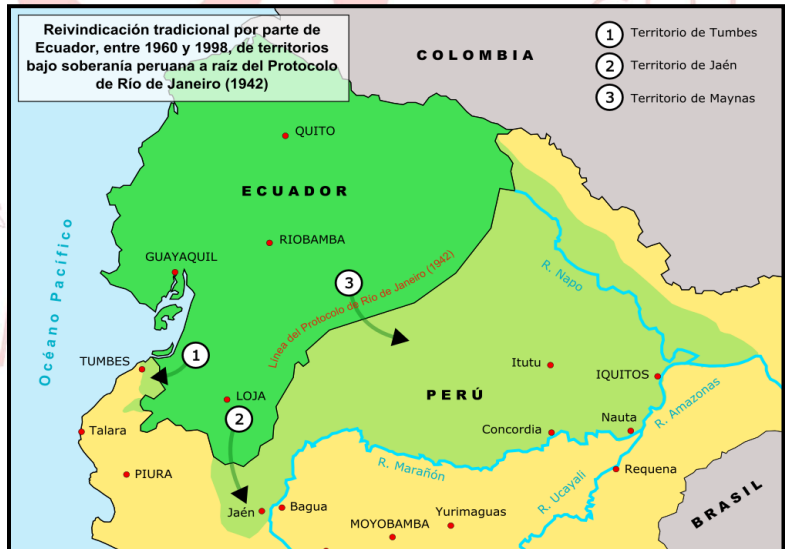 Reivindicación tradicional por parte de
Ecuador, entre 1960 y 1998, de territorios
bajo soberanía peruana a raíz del Protocolo
de Río de Janeiro (1942)
1 Territorio de Tumbes
2 Territorio de Jaén
3 Territorio de Maynas
COLOMBIA
QUITO
ECUADOR
RIOBAMBA
GUAYAQUIL
Océano Pacífico
3
Línea del Protocolo de Río de Janeiro (1942)
R. Napo
1
TUMBES
Itutu
IQUITOS
LOJA
PERÚ
2
R. Amazonas
Nauta
Talara
Concordia
R. Marañón
Requena
PIURA
R. Ucayali
BRASIL
Jaén
Bagua
Yurimaguas
MOYOBAMBA